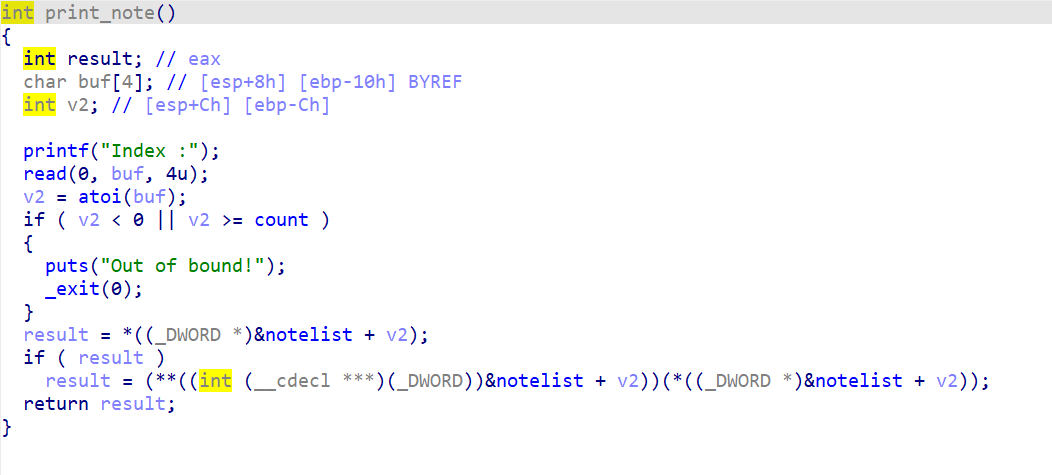 int print_note()
{
  int result; // eax
  char buf[4]; // [esp+8h] [ebp-10h] BYREF
  int v2; // [esp+Ch] [ebp-Ch]

  printf("Index :");
  read(0, buf, 4u);
  v2 = atoi(buf);
  if ( v2 < 0 || v2 >= count )
  {
    puts("Out of bound!");
    _exit(0);
  }
  result = *((_DWORD *)&notelist + v2);
  if ( result )
    result = (**((int (__cdecl ***)(_DWORD))&notelist + v2))(*((_DWORD *)&notelist + v2));
  return result;
}